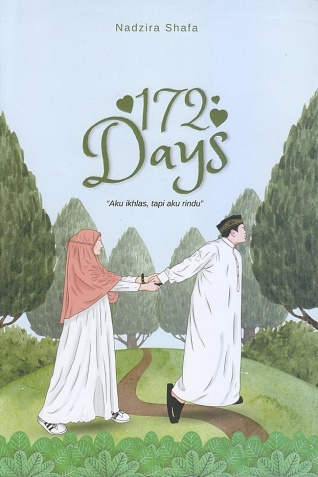 Nadzira Shafa
172
Days
"Aku ikhlas, tapi aku rindu"